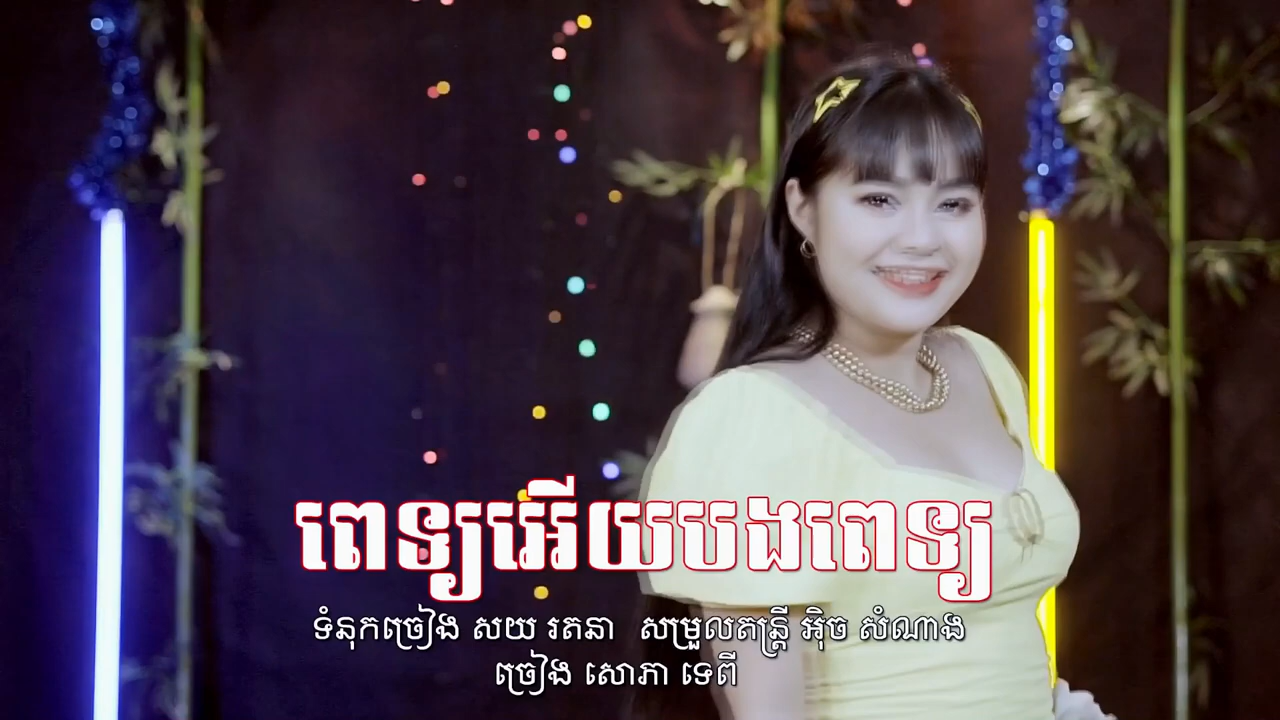 ពេទ្យអើយបងពេទ្យ
ទំនុកច្រៀង សយ រតនា សម្រួលតន្ត្រី អ៊ិច សំណាង
ច្រៀង សោភា ទេពី